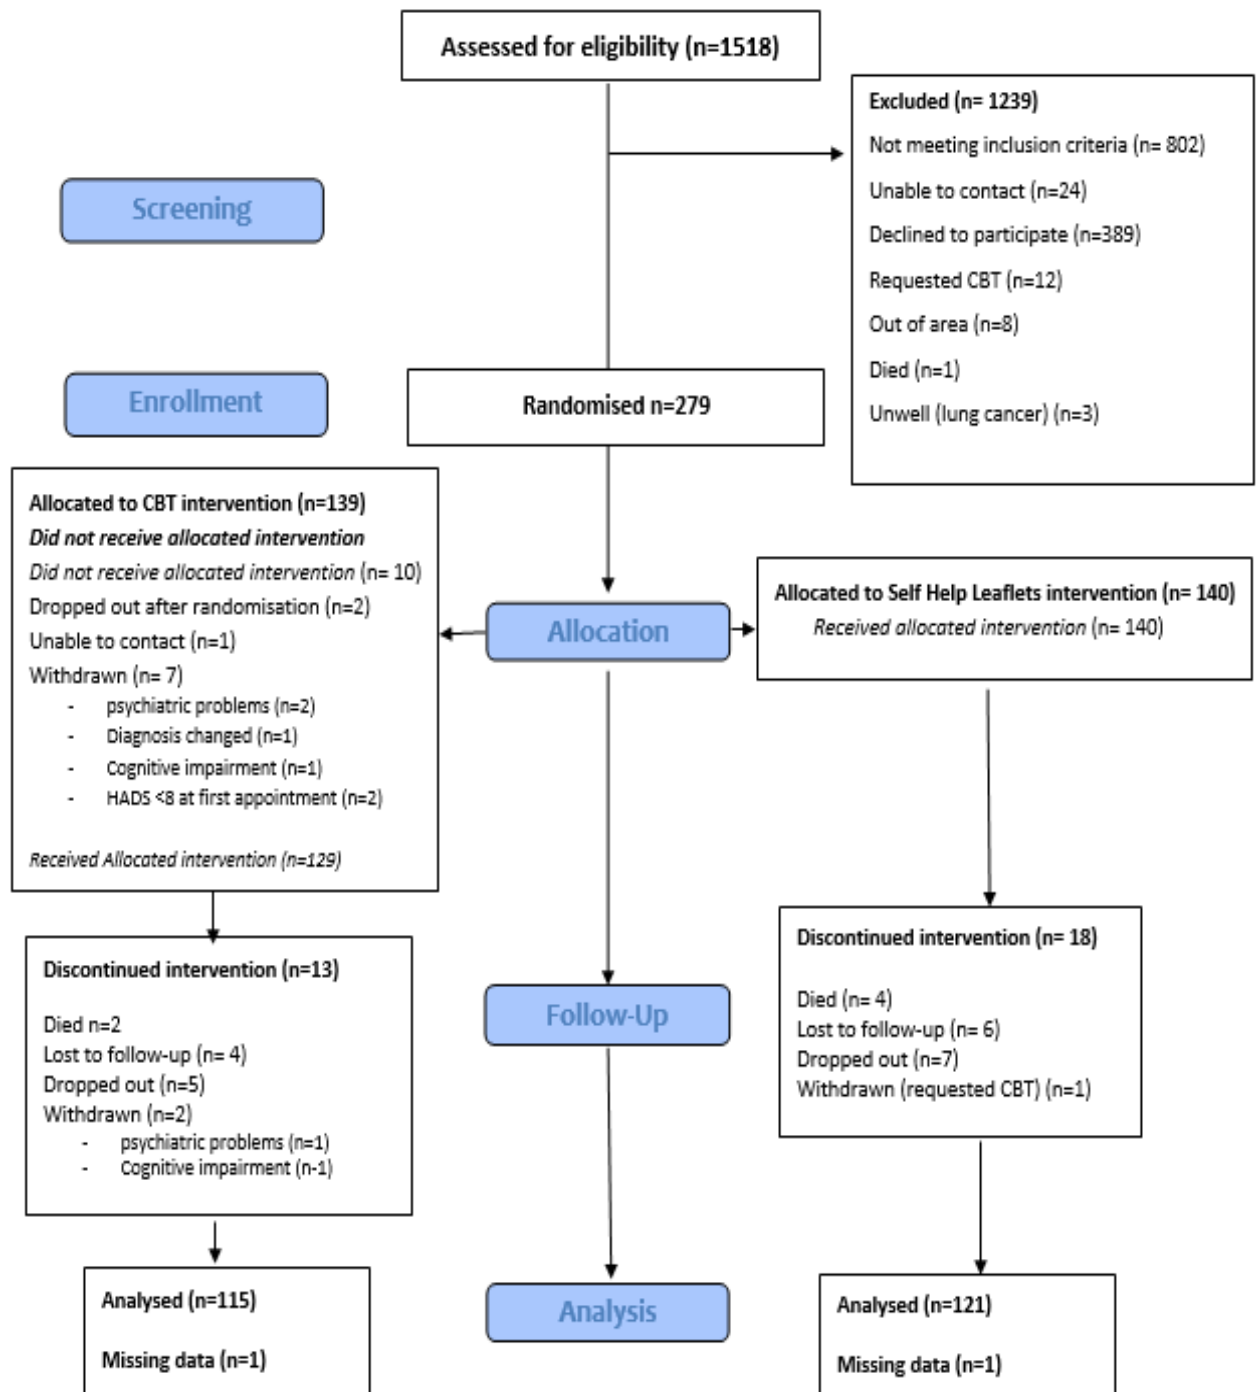 Assessed for eligibility (n=1518)
Excluded (n= 1239)
Not meeting inclusion criteria (n= 802)
Unable to contact (n=24)
Declined to participate (n=389)
Requested CBT (n=12)
Out of area (n=8)
Died (n=1)
Unwell (lung cancer) (n=3)
Screening
Enrollment
Randomised n=279
Allocated to CBT intervention (n=139)
Did not receive allocated intervention
Did not receive allocated intervention (n= 10)
Dropped out after randomisation (n=2)
Unable to contact (n=1)
Withdrawn (n= 7)
- psychiatric problems (n=2)
- Diagnosis changed (n=1)
- Cognitive impairment (n=1)
- HADS <8 at first appointment (n=2)
Received Allocated intervention (n=129)
Allocation
Allocated to Self Help Leaflets intervention (n= 140)
Received allocated intervention (n= 140)
Discontinued intervention (n=13)
Died n=2
Lost to follow-up (n= 4)
Dropped out (n=5)
Withdrawn (n=2)
- psychiatric problems (n=1)
- Cognitive impairment (n-1)
Follow-Up
Discontinued intervention (n= 18)
Died (n= 4)
Lost to follow-up (n= 6)
Dropped out (n=7)
Withdrawn (requested CBT) (n=1)
Analysed (n=115)
Missing data (n=1)
Analysis
Analysed (n=121)
Missing data (n=1)